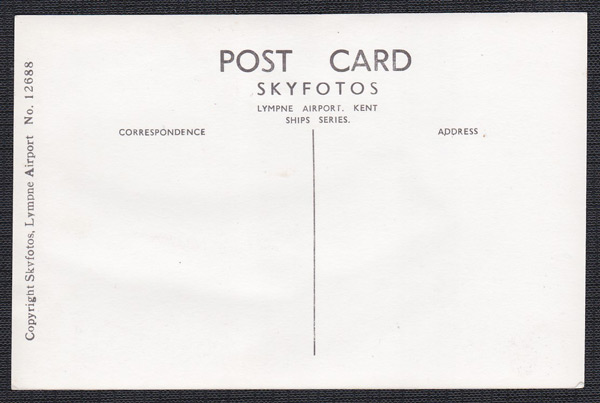 POST CARD
SKYFOTOS
LYMPNE AIRPORT. KENT
SHIPS SERIES.
CORRESPONDENCE
ADDRESS
Copyright Skyfotos, Lympne Airport No. 12688